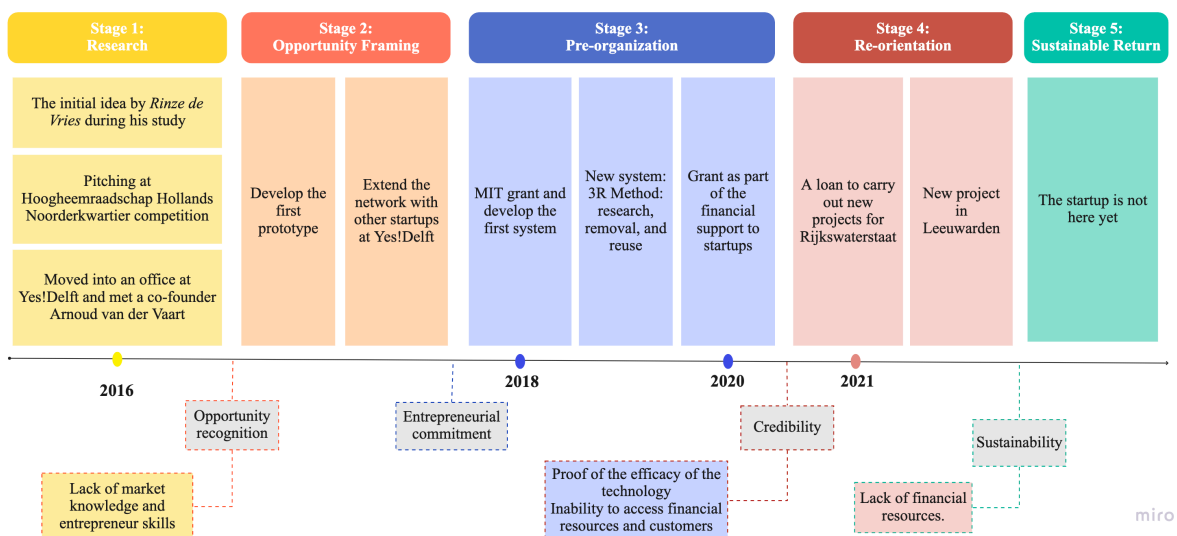 Stage 1:
Research
Stage 2:
Opportunity Framing
Stage 3:
Pre-organization
Stage 4:
Re-orientation
Stage 5:
Sustainable Return
The initial idea by Rinze de
Vries during his study
Pitching at
Hoogheemraadschap Hollands
Noorderkwartier competition
Moved into an office at
Yes!Delft and met a co-founder
Arnoud van der Vaart
Develop the
first
prototype
Extend the
network with
other startups
at Yes!Delft
MIT grant and
develop the
first system
New system:
3R Method:
research,
removal, and
reuse
Grant as part
of the
financial
support to
startups
A loan to carry
out new
projects for
Rijkswaterstaat
New project
in
Leeuwarden
The startup is not
here yet
2016
2018
2020
2021
Opportunity
recognition
Entrepreneurial
commitment
Credibility
Sustainability
Lack of market
knowledge and
entrepreneur skills
Proof of the efficacy of the
technology
Inability to access financial
resources and customers
Lack of financial
resources.
miro